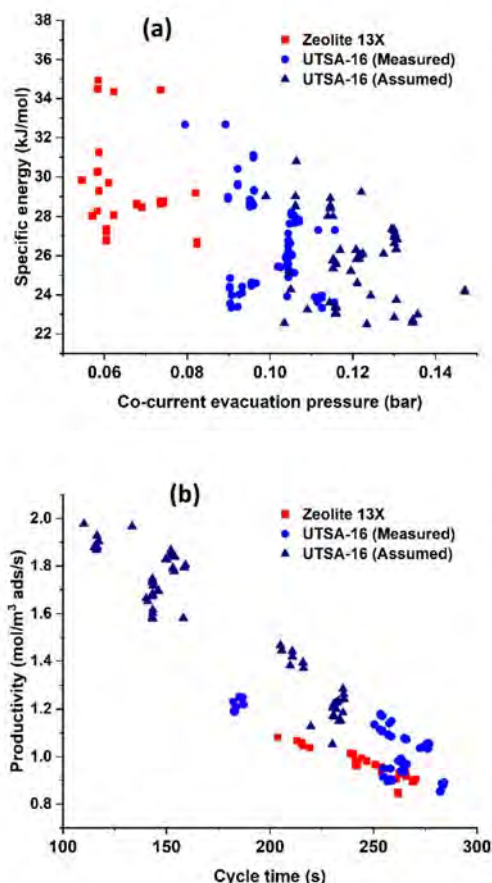 (a)
Zeolite 13X
UTSA-16 (Measured)
UTSA-16 (Assumed)
Specific energy (kJ/mol)
36
34
32
30
28
26
24
22
0.06 0.08 0.10 0.12 0.14
Co-current evacuation pressure (bar)
(b)
Zeolite 13X
UTSA-16 (Measured)
UTSA-16 (Assumed)
Productivity (mol/m³ ads/s)
2.0
1.8
1.6
1.4
1.2
1.0
0.8
100 150 200 250 300
Cycle time (s)